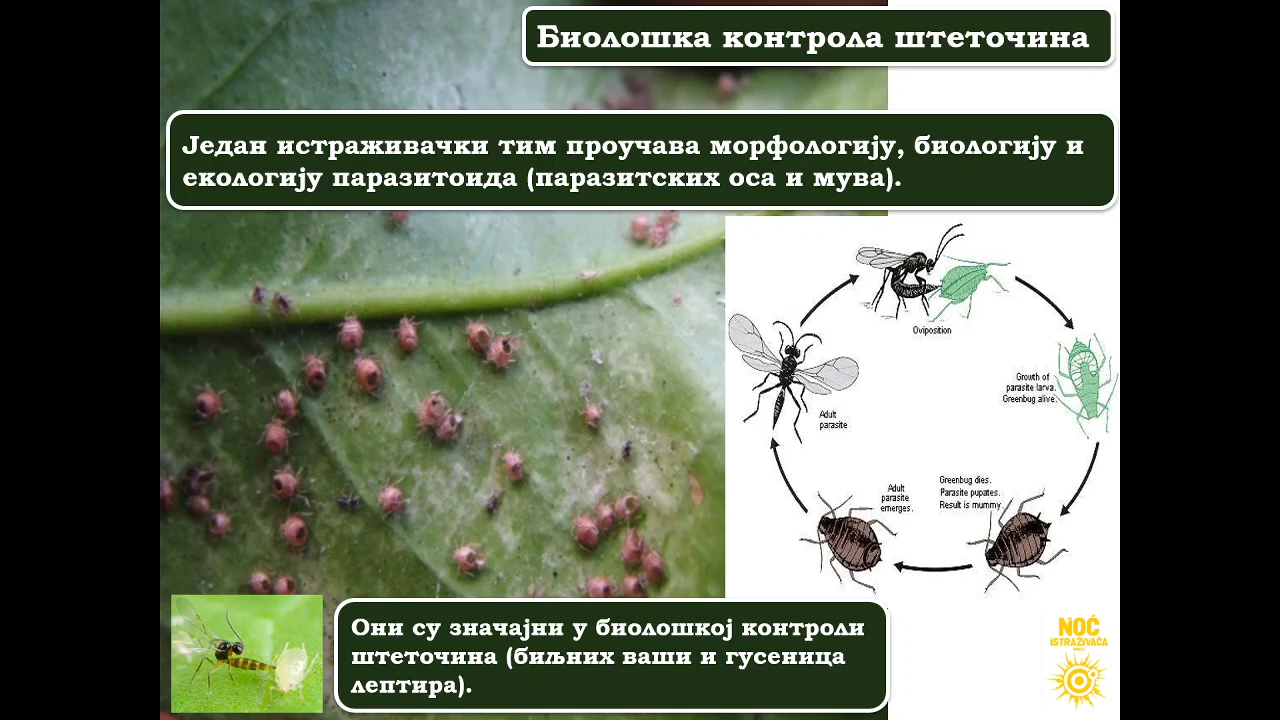 Биолошка контрола штеточина
Један истраживачки тим проучава морфологију, биологију и
екологију паразитоида (паразитских оса и мува).
Oviposition
Growth of
parasite larva.
Greenbug alive.
Adult
parasite
Greenbug dies.
Parasite pupates.
Result is mummy.
Adult
parasite
emerges.
Они су значајни у биолошкој контроли
штеточина (биљних ваши и гусеница
лептира).
NOĆ
ISTRAŽIVAČA